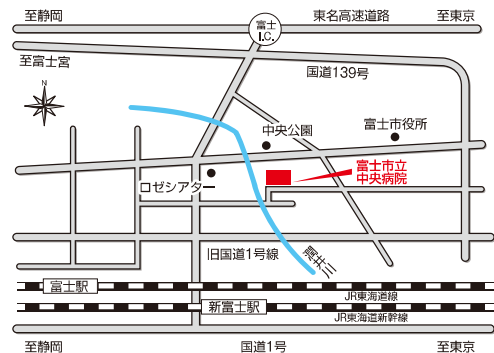 至静岡
東名高速道路
至東京
富士
I.C.
至富士宮
国道139号
N
中央公園
富士市役所
富士市立
中央病院
ロゼシアター
旧国道1号線
潤井川
富士駅
JR東海道線
新富士駅
JR東海道新幹線
至静岡
国道1号
至東京